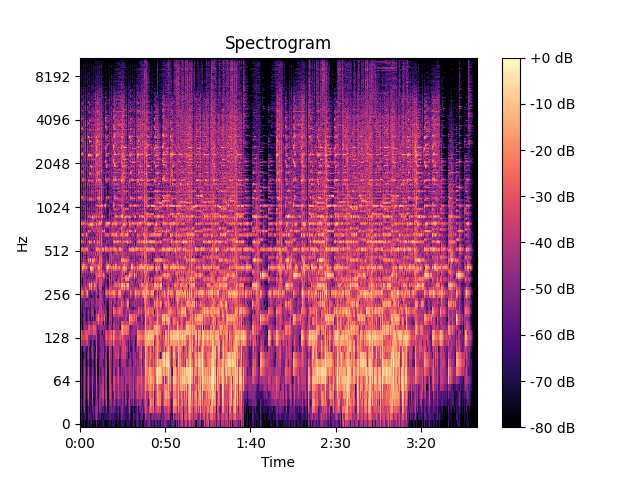 Spectrogram
Hz
8192
4096
2048
1024
512
256
128
64
0
0:00 0:50 1:40 2:30 3:20
Time
+0 dB
-10 dB
-20 dB
-30 dB
-40 dB
-50 dB
-60 dB
-70 dB
-80 dB